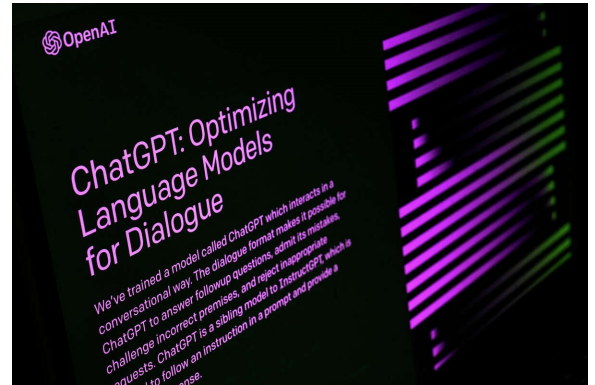 OpenAI
ChatGPT: Optimizing
Language Models
for Dialogue
We've trained a model called ChatGPT which interacts in a
conversational way. The dialogue format makes it possible for
ChatGPT to answer followup questions, admit its mistakes,
challenge incorrect premises, and reject inappropriate
requests. ChatGPT is a sibling model to InstructGPT, which is
to follow an instruction in a prompt and provide a